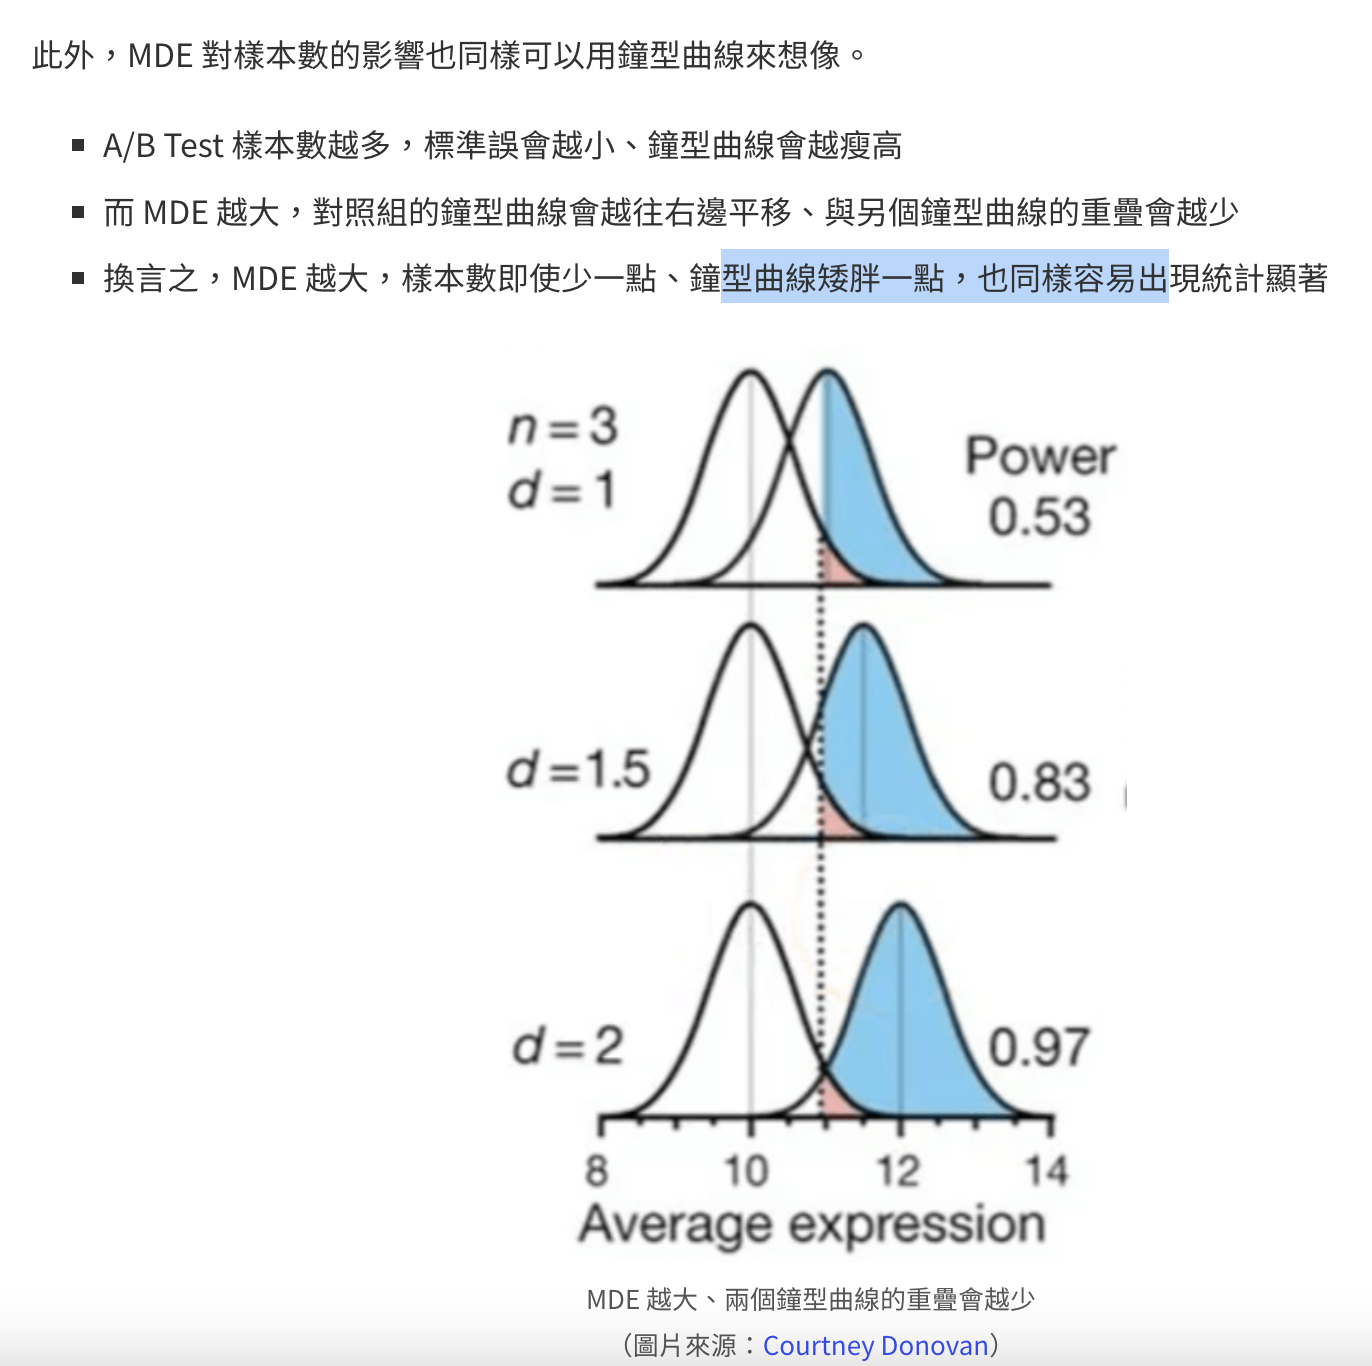 此外，MDE 對樣本數的影響也同樣可以用鐘型曲線來想像。
▪ A/B Test 樣本數越多，標準誤會越小、鐘型曲線會越瘦高
▪ 而 MDE 越大，對照組的鐘型曲線會越往右邊平移、與另個鐘型曲線的重疊會越少
▪ 換言之，MDE 越大，樣本數即使少一點、鐘型曲線矮胖一點，也同樣容易出現統計顯著
n=3
d=1
Power
0.53
d=1.5
0.83
d=2
0.97
8 10 12 14
Average expression
MDE 越大、兩個鐘型曲線的重疊會越少
（圖片來源：Courtney Donovan）